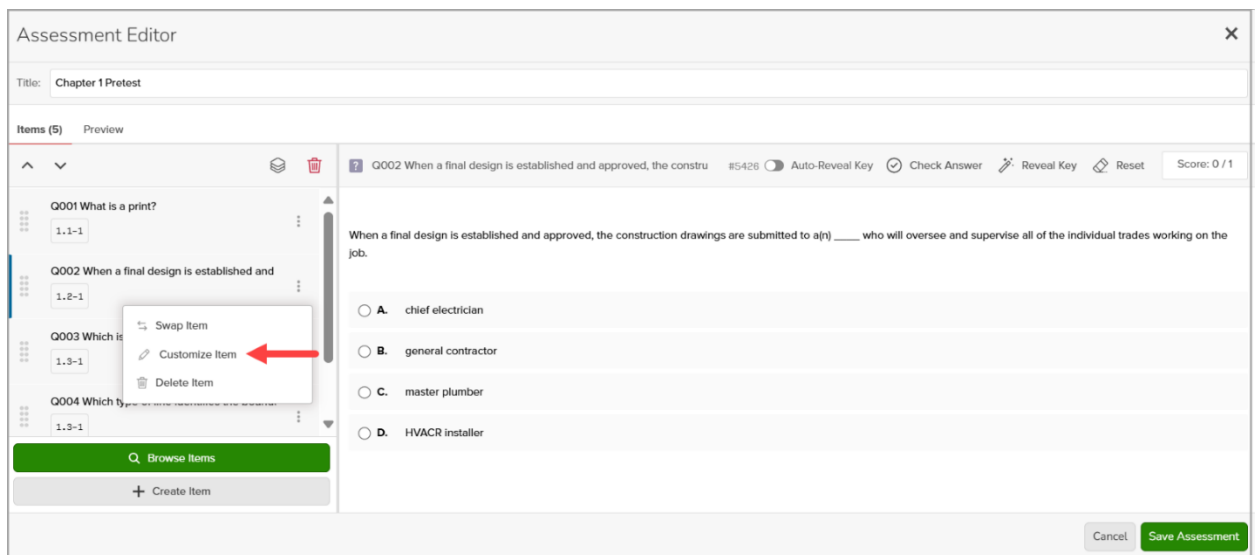 Assessment Editor
Title: Chapter 1 Pretest
Items (5) Preview
Q001 What is a print?
1.1-1
Q002 When a final design is established and
1.2-1
Swap Item
Customize Item
Delete Item
Q003 Which is
1.3-1
Q004 Which
1.3-1
Browse Items
Create Item
Q002 When a final design is established and approved, the constru #5426 Auto-Reveal Key Check Answer Reveal Key Reset Score: 0 / 1
When a final design is established and approved, the construction drawings are submitted to a(n) ____ who will oversee and supervise all of the individual trades working on the
job.
A. chief electrician
B. general contractor
C. master plumber
D. HVACR installer
Cancel Save Assessment